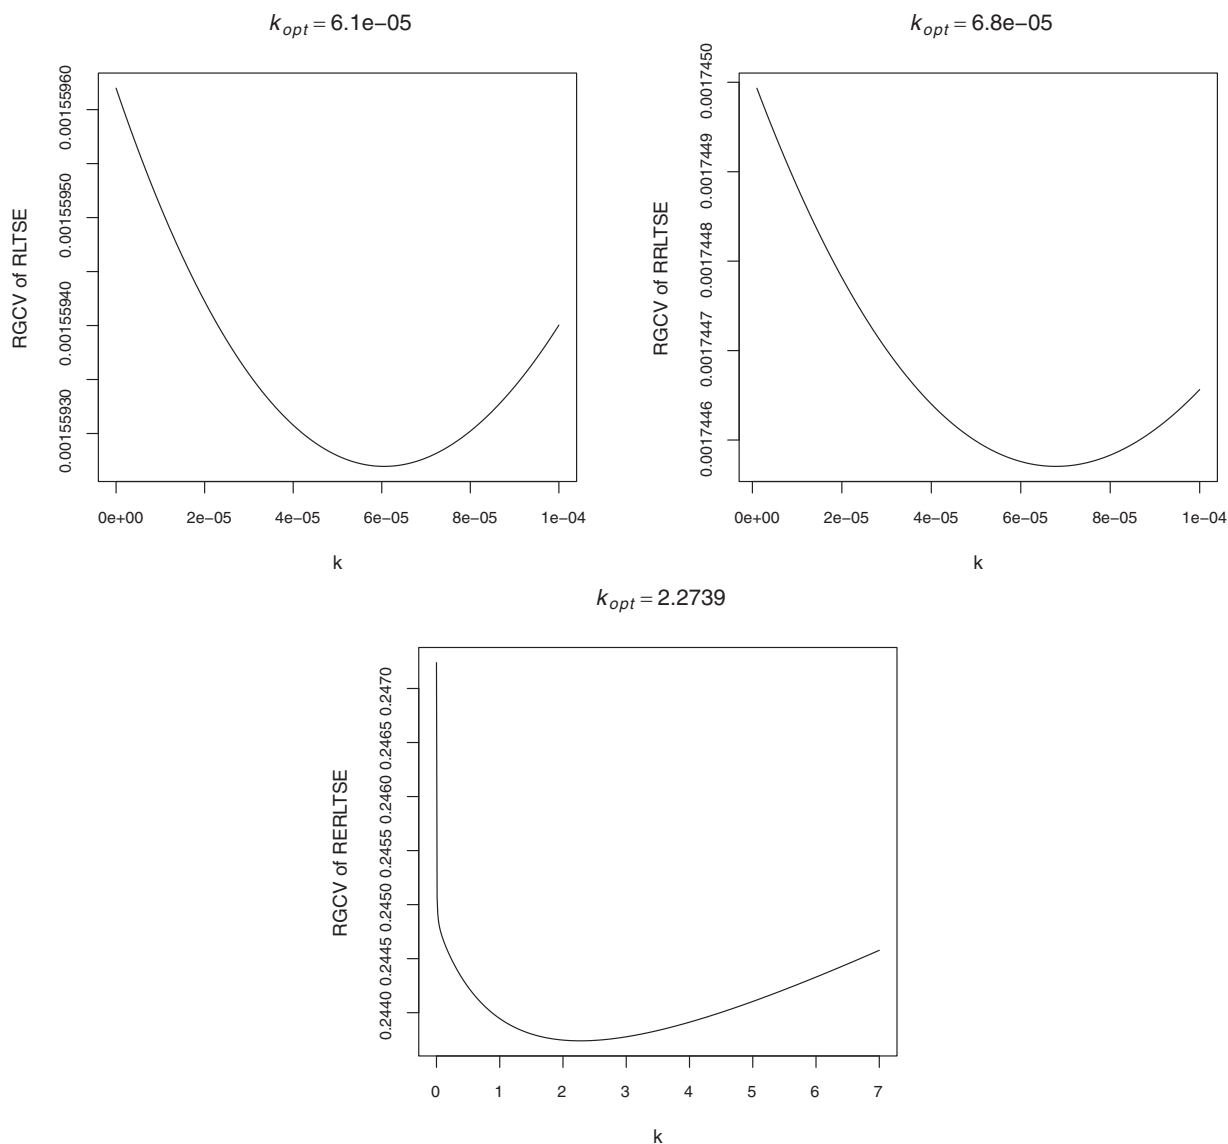 k_opt = 6.1e−05
RGCV of RLTSE
0.00155960
0.00155950
0.00155940
0.00155930
0e+00 2e−05 4e−05 6e−05 8e−05 1e−04
k
k_opt = 6.8e−05
RGCV of RRLTSE
0.0017450
0.0017449
0.0017448
0.0017447
0.0017446
0e+00 2e−05 4e−05 6e−05 8e−05 1e−04
k
k_opt = 2.2739
RGCV of RERLTSE
0.2470
0.2465
0.2460
0.2455
0.2450
0.2445
0.2440
0 1 2 3 4 5 6 7
k